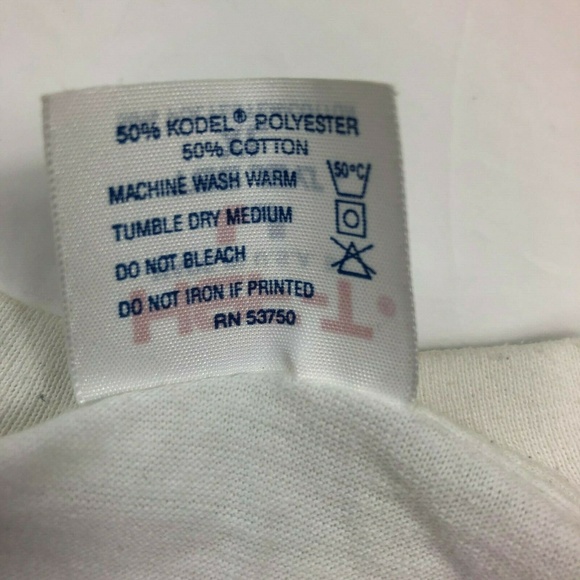 50% KODEL® POLYESTER
50% COTTON
MACHINE WASH WARM 50°C
TUMBLE DRY MEDIUM
DO NOT BLEACH
DO NOT IRON IF PRINTED
RN 53750